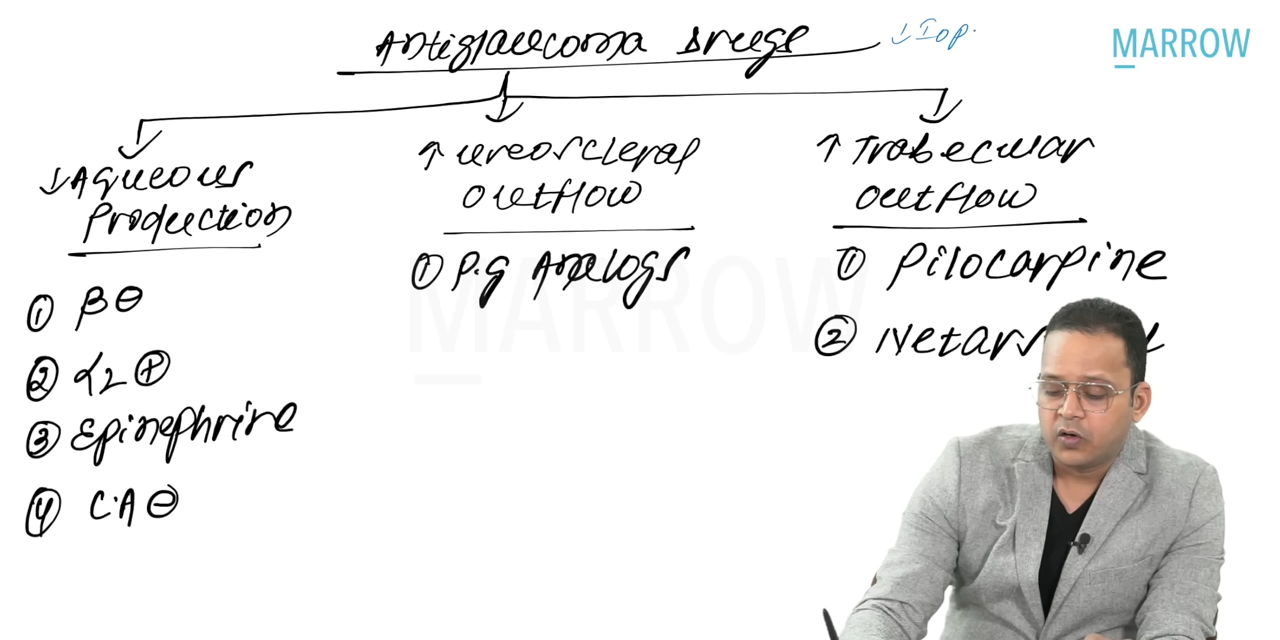 Antiglaucoma drugs ↓ Iop.
MARROW
↓ Aqueous
Production
① β⊖
② α2 ⊕
③ Epinephrine
④ C.A ⊖
↑ Uveoscleral
outflow
① P.g Analogs
↑ Trabecular
outflow
① Pilocarpine
②
MARROW